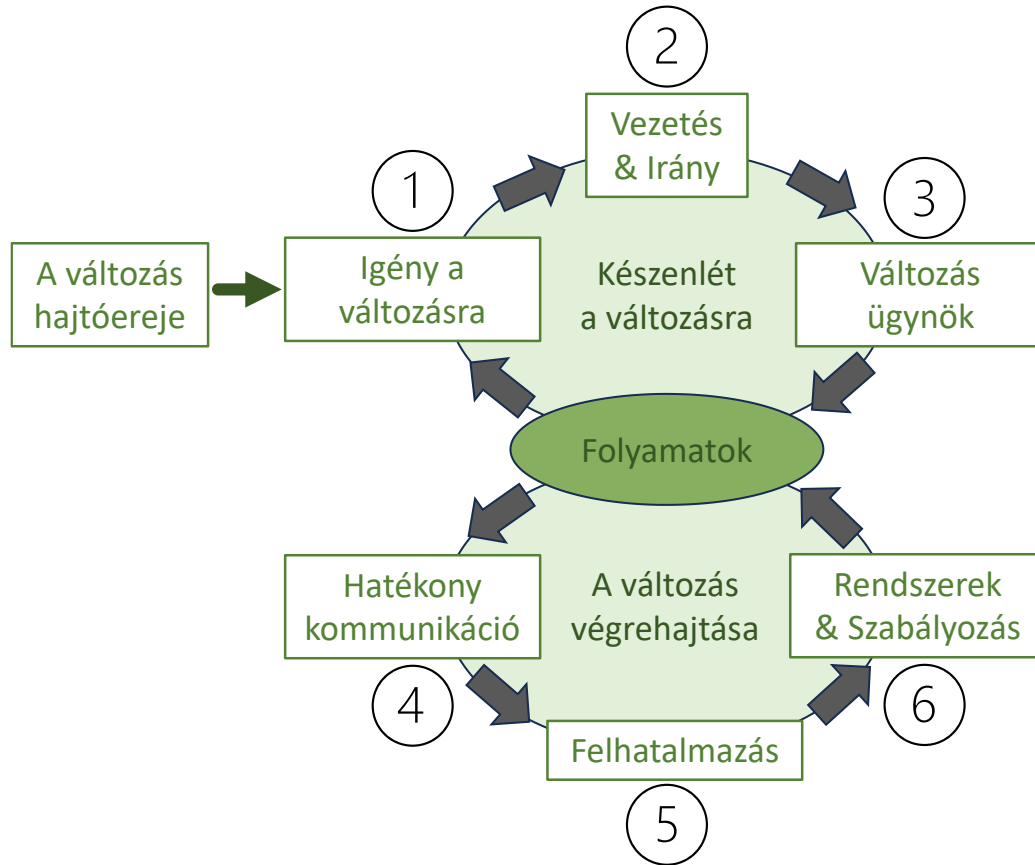 2
Vezetés
& Irány
1
3
A változás
hajtóereje
Igény a
változásra
Készenlét
a változásra
Változás
ügynök
Folyamatok
Hatékony
kommunikáció
A változás
végrehajtása
Rendszerek
& Szabályozás
4
6
Felhatalmazás
5